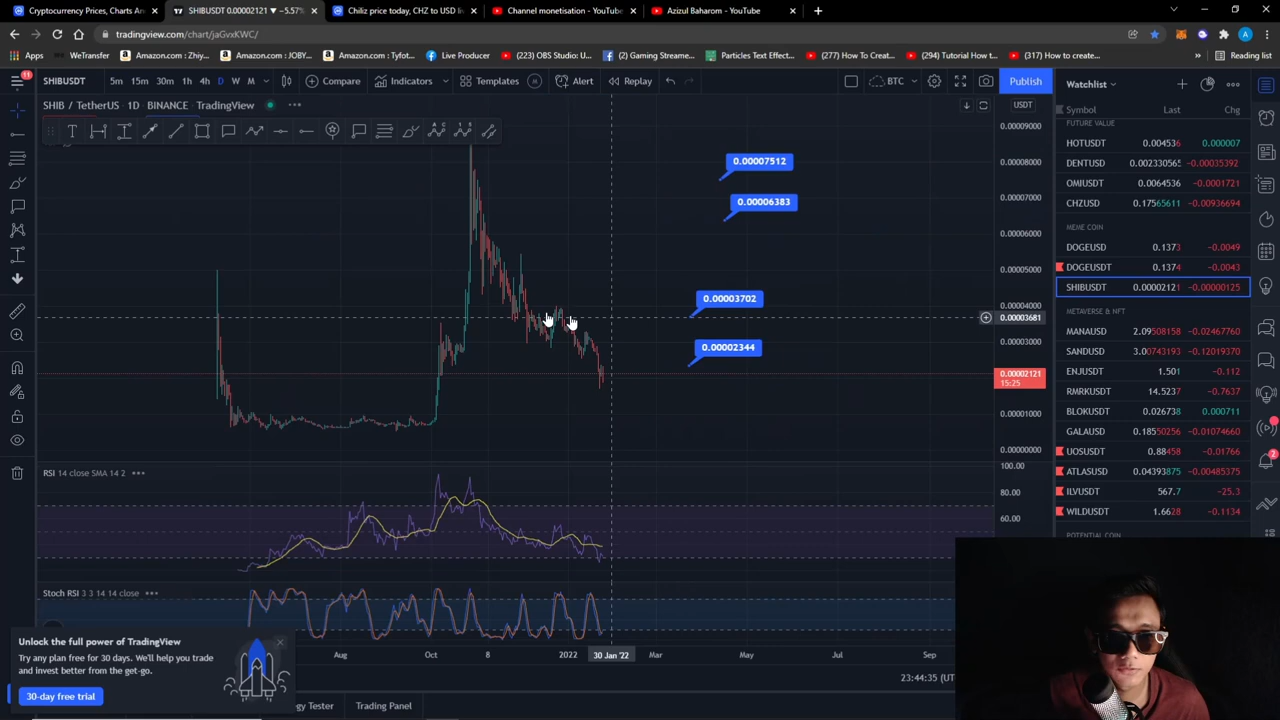 Cryptocurrency Prices, Charts An
SHIBUSDT 0.00002121 ▼ −5.57%
Chiliz price today, CHZ to USD li
Channel monetisation - YouTube
Azizul Baharom - YouTube
tradingview.com/chart/jaGvxKWC/
Apps
WeTransfer
Amazon.com : Zhiy...
Amazon.com : JOBY...
Amazon.com : Tyfot...
Live Producer
(223) OBS Studio: U...
(2) Gaming Streame...
Particles Text Effect...
(277) How To Creat...
(294) Tutorial How t...
(317) How to create...
Reading list
11
SHIBUSDT
5m 15m 30m 1h 4h D W M
Compare
Indicators
Templates
Alert
Replay
BTC
Publish
Watchlist
SHIB / TetherUS 1D BINANCE TradingView
USDT
Symbol Last Chg
FUTURE VALUE
HOTUSDT 0.004536 0.000007
DENTUSDT 0.00233056 −0.00035392
OMIUSDT 0.0064536 −0.0001721
CHZUSD 0.17565611 −0.00936694
MEME COIN
DOGEUSD 0.1373 −0.0049
DOGEUSDT 0.1374 −0.0043
SHIBUSDT 0.00002121 −0.00000125
METAVERSE & NFT
MANAUSD 2.09508158 −0.02467760
SANDUSD 3.00743193 −0.12019370
ENJUSDT 1.501 −0.112
RMRKUSDT 14.5237 −0.7637
BLOKUSDT 0.026738 0.000711
GALAUSD 0.18550256 −0.01074660
UOSUSDT 0.88458 −0.01766
ATLASUSD 0.04393875 −0.00485375
ILVUSDT 567.7 −25.3
WILDUSDT 1.6628 −0.1134
0.00007512
0.00006383
0.00003702
0.00002344
0.00009000
0.00008000
0.00007000
0.00006000
0.00005000
0.00004000
0.00003681
0.00003000
0.00002121
15:25
0.00001000
0.00000000
RSI 14 close SMA 14 2
100.00
80.00
60.00
Stoch RSI 3 3 14 14 close
Aug Oct 8 2022 30 Jan '22 Mar May Jul Sep
Unlock the full power of TradingView
Try any plan free for 30 days. We'll help you trade
and invest better from the get-go.
30-day free trial
23:44:35 (UT
gy Tester
Trading Panel
2